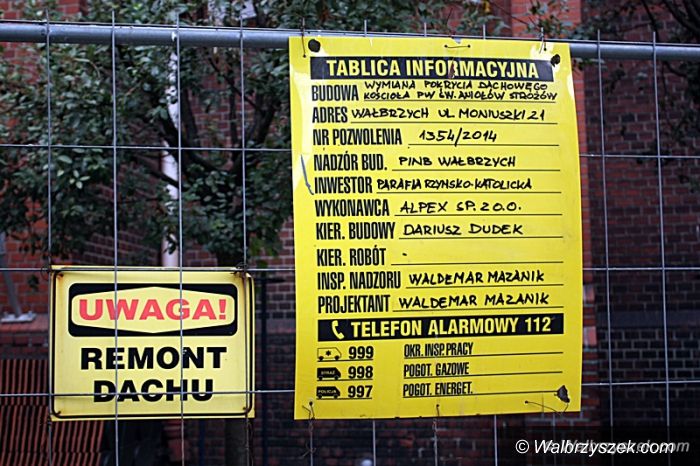 TABLICA INFORMACYJNA
BUDOWA WYMIANA POKRYCIA DACHOWEGO
KOŚCIOŁA PW ŚW. ANIOŁÓW STRÓŻÓW
ADRES WAŁBRZYCH UL MONIUSZKI 21
NR POZWOLENIA 1354/2014
NADZÓR BUD. PINB WAŁBRZYCH
INWESTOR PARAFIA RZYMSKO-KATOLICKA
WYKONAWCA ALPEX SP. Z O.O.
KIER. BUDOWY DARIUSZ DUDEK
KIER. ROBÓT
INSP. NADZORU WALDEMAR MAZANIK
PROJEKTANT WALDEMAR MAZANIK
TELEFON ALARMOWY 112
999 OKR. INSP. PRACY
STRAŻ 998 POGOT. GAZOWE
POLICJA 997 POGOT. ENERGET.
UWAGA!
REMONT
DACHU
© Walbrzyszek.com